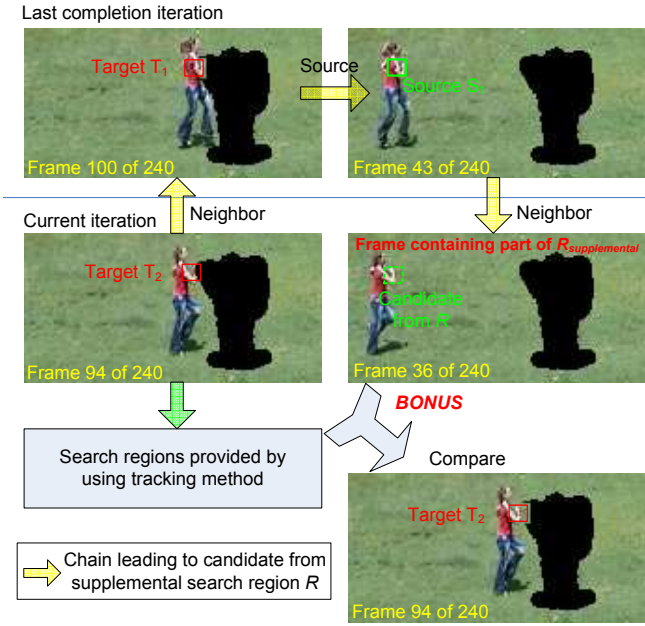 Last completion iteration
Target T1
Source
Source S1
Frame 100 of 240
Frame 43 of 240
Current iteration
Neighbor
Neighbor
Frame containing part of Rsupplemental
Target T2
Candidate
from R
Frame 94 of 240
Frame 36 of 240
BONUS
Search regions provided by
using tracking method
Compare
Target T2
Chain leading to candidate from
supplemental search region R
Frame 94 of 240